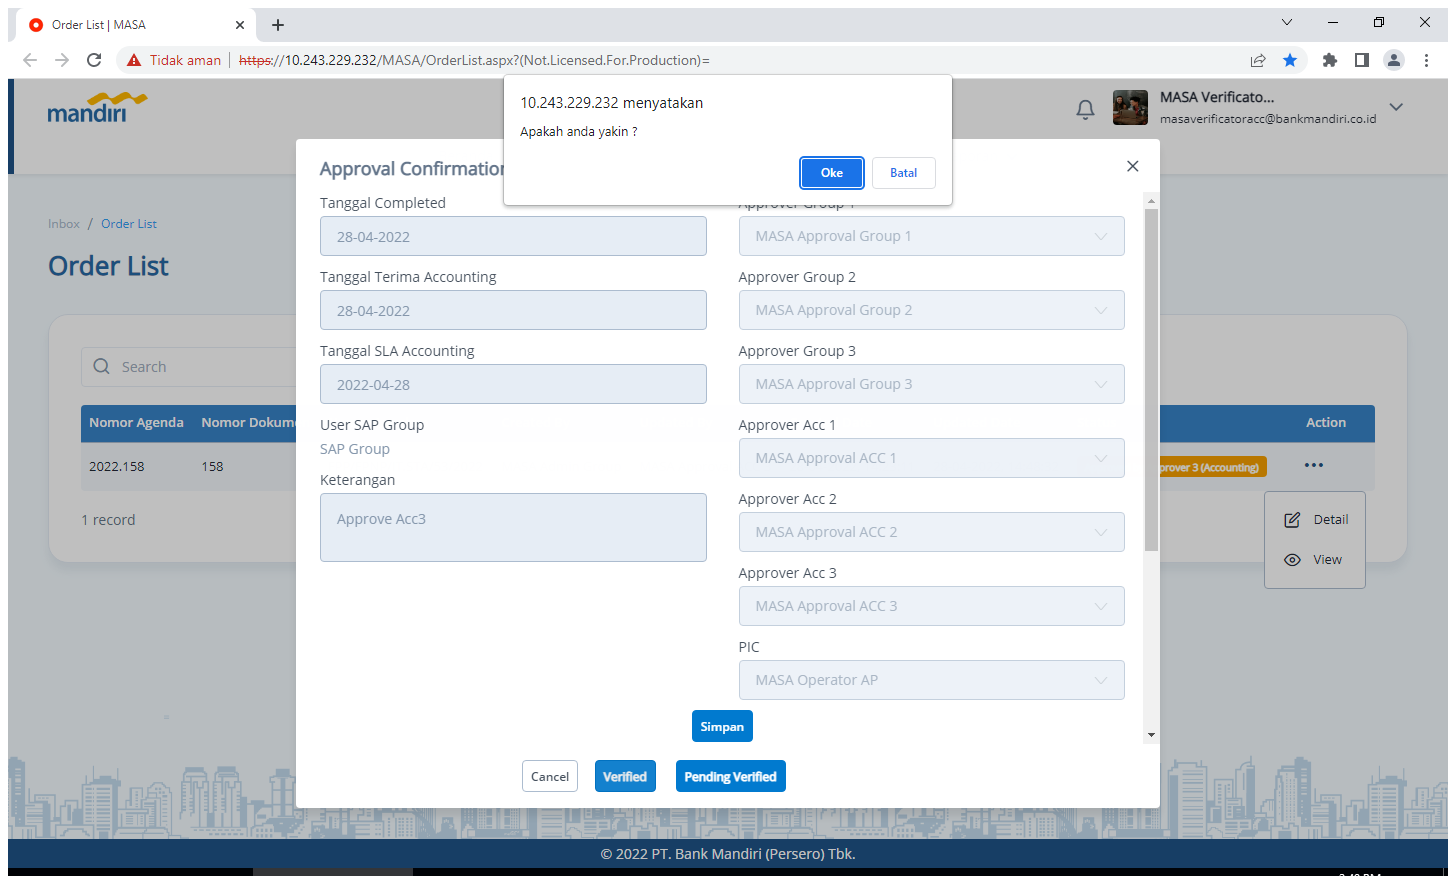 Order List | MASA
Tidak aman
https://10.243.229.232/MASA/OrderList.aspx?(Not.Licensed.For.Production)=
10.243.229.232 menyatakan
Apakah anda yakin ?
Oke
Batal
mandiri
MASA Verificato...
masaverificatoracc@bankmandiri.co.id
Inbox / Order List
Order List
Search
Nomor Agenda
Nomor Dokum
Action
2022.158
158
prover 3 (Accounting)
1 record
Detail
View
Approval Confirmation
Tanggal Completed
28-04-2022
Tanggal Terima Accounting
28-04-2022
Tanggal SLA Accounting
2022-04-28
User SAP Group
SAP Group
Keterangan
Approve Acc3
Approver Group 1
MASA Approval Group 1
Approver Group 2
MASA Approval Group 2
Approver Group 3
MASA Approval Group 3
Approver Acc 1
MASA Approval ACC 1
Approver Acc 2
MASA Approval ACC 2
Approver Acc 3
MASA Approval ACC 3
PIC
MASA Operator AP
Simpan
Cancel
Verified
Pending Verified
© 2022 PT. Bank Mandiri (Persero) Tbk.